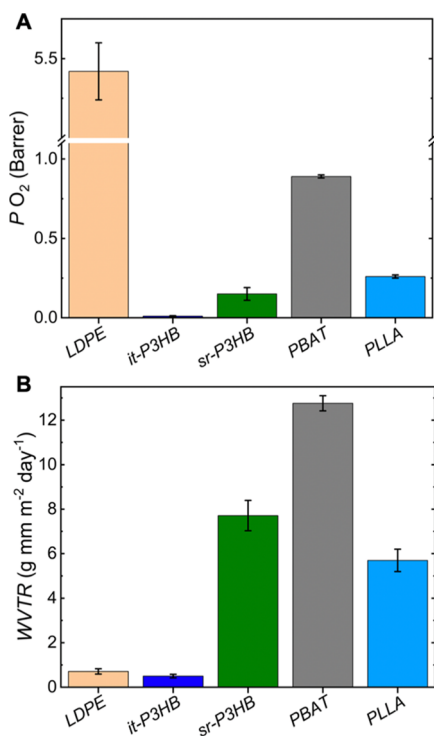 A
P O₂ (Barrer)
5.5
1.0
0.5
0.0
LDPE it-P3HB sr-P3HB PBAT PLLA
B
WVTR (g mm m⁻² day⁻¹)
12
10
8
6
4
2
0
LDPE it-P3HB sr-P3HB PBAT PLLA